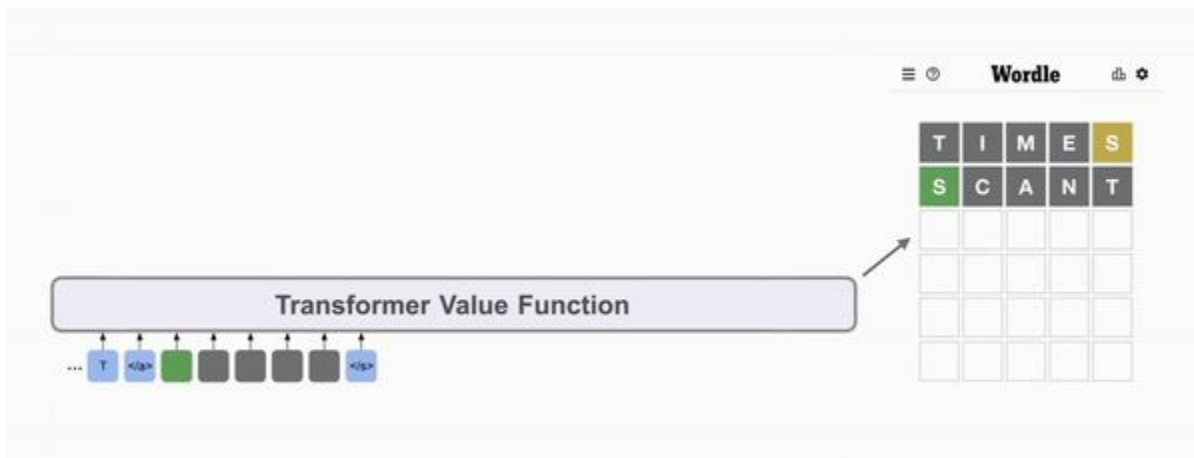 Wordle
T I M E S
S C A N T
Transformer Value Function
... T </a> </s>